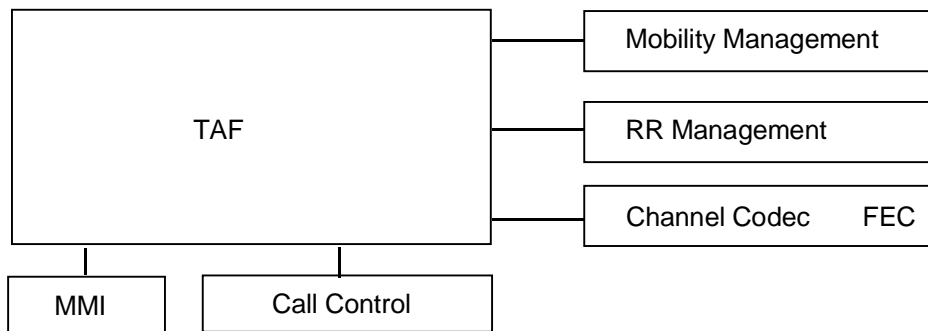 Mobility Management
TAF
RR Management
Channel Codec FEC
MMI
Call Control